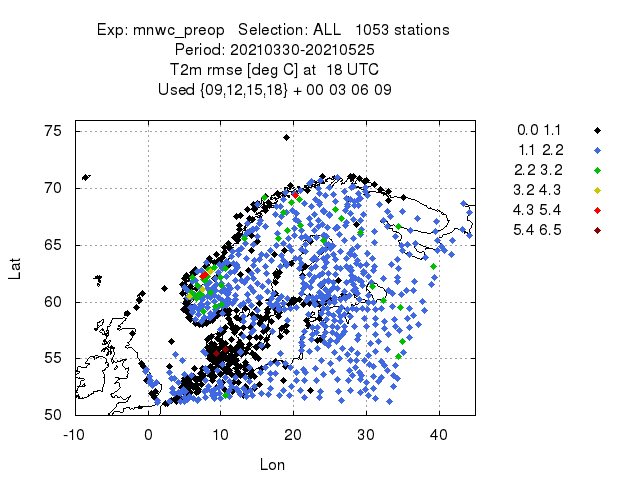 Exp: mnwc_preop Selection: ALL 1053 stations
Period: 20210330-20210525
T2m rmse [deg C] at 18 UTC
Used {09,12,15,18} + 00 03 06 09
0.0 1.1
1.1 2.2
2.2 3.2
3.2 4.3
4.3 5.4
5.4 6.5
75
70
65
60
55
50
Lat
-10 0 10 20 30 40
Lon